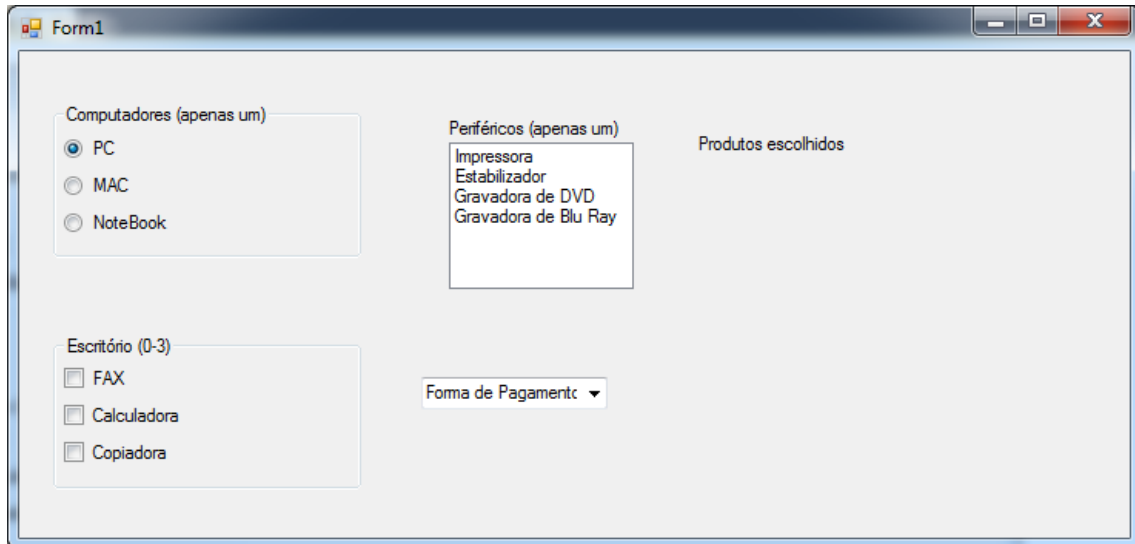 Form1
Computadores (apenas um)
PC
MAC
NoteBook
Periféricos (apenas um)
Impressora
Estabilizador
Gravadora de DVD
Gravadora de Blu Ray
Produtos escolhidos
Escritório (0-3)
FAX
Calculadora
Copiadora
Forma de Pagamentc